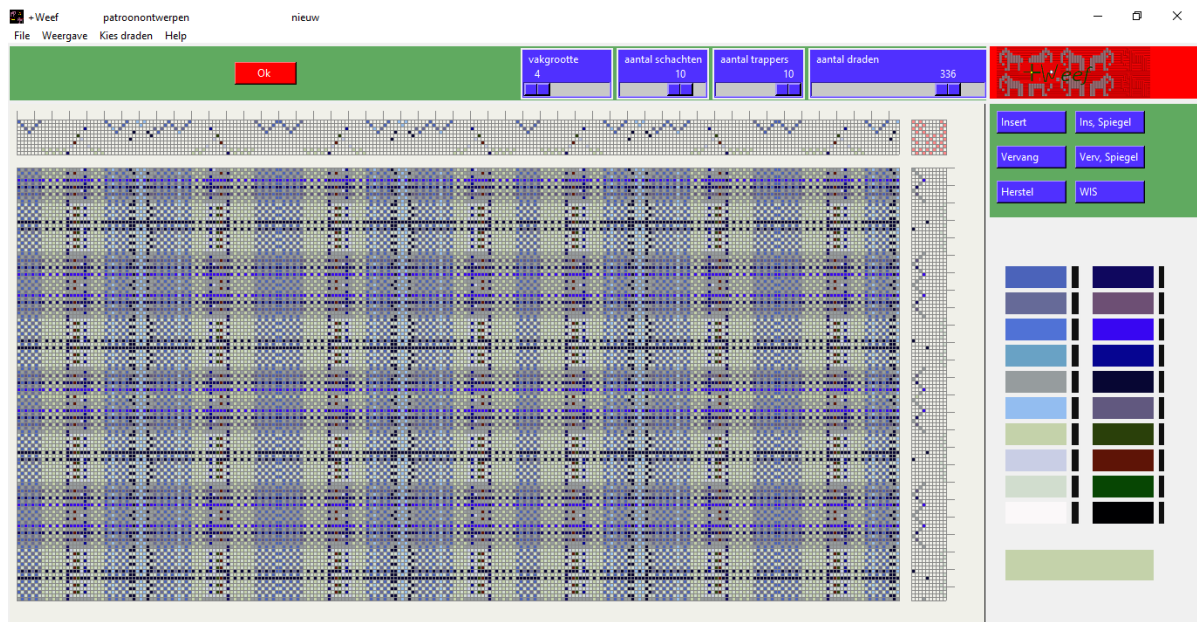 +Weef patroonontwerpen nieuw
File Weergave Kies draden Help
Ok
vakgrootte
4
aantal schachten
10
aantal trappers
10
aantal draden
336
+Weef
Insert Ins, Spiegel
Vervang Verv, Spiegel
Herstel WIS